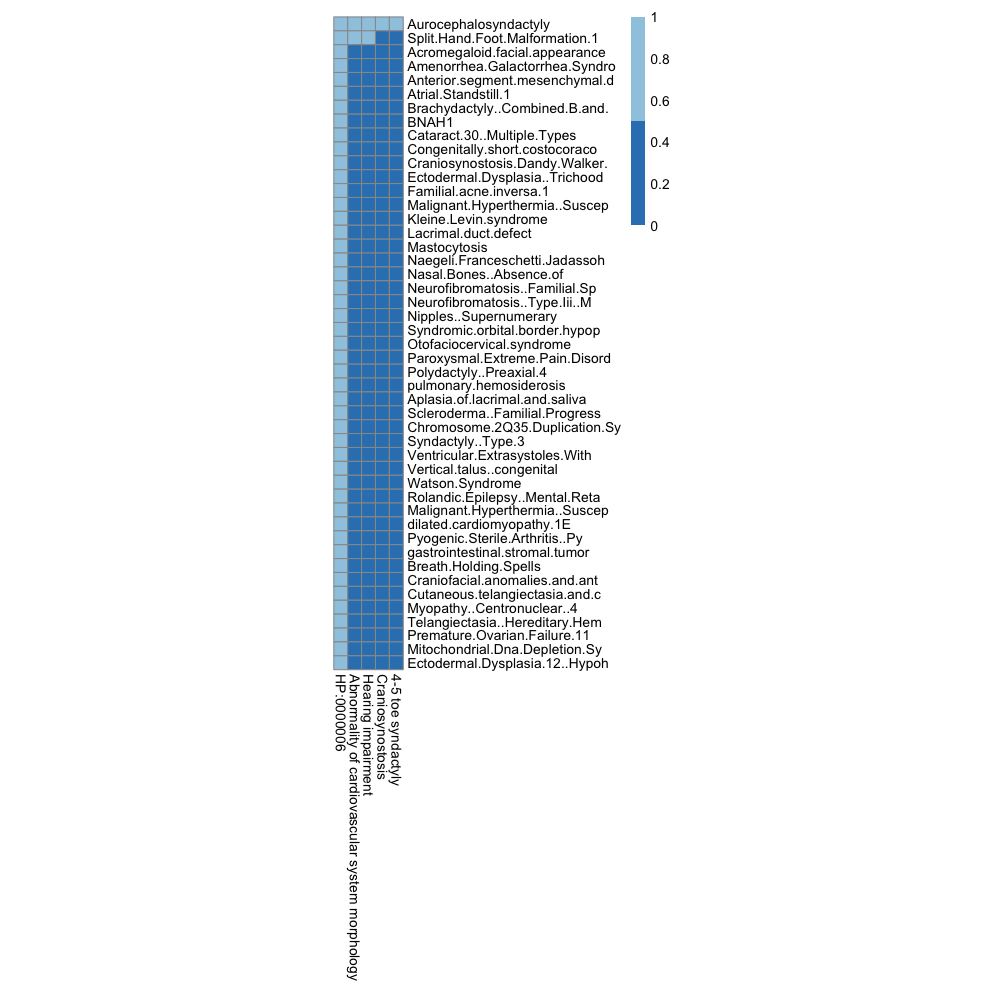 Aurocephalosyndactyly
Split.Hand.Foot.Malformation.1
Acromegaloid.facial.appearance
Amenorrhea.Galactorrhea.Syndro
Anterior.segment.mesenchymal.d
Atrial.Standstill.1
Brachydactyly..Combined.B.and.
BNAH1
Cataract.30..Multiple.Types
Congenitally.short.costocoraco
Craniosynostosis.Dandy.Walker.
Ectodermal.Dysplasia..Trichood
Familial.acne.inversa.1
Malignant.Hyperthermia..Suscep
Kleine.Levin.syndrome
Lacrimal.duct.defect
Mastocytosis
Naegeli.Franceschetti.Jadassoh
Nasal.Bones..Absence.of
Neurofibromatosis..Familial.Sp
Neurofibromatosis..Type.Iii..M
Nipples..Supernumerary
Syndromic.orbital.border.hypop
Otofaciocervical.syndrome
Paroxysmal.Extreme.Pain.Disord
Polydactyly..Preaxial.4
pulmonary.hemosiderosis
Aplasia.of.lacrimal.and.saliva
Scleroderma..Familial.Progress
Chromosome.2Q35.Duplication.Sy
Syndactyly..Type.3
Ventricular.Extrasystoles.With
Vertical.talus..congenital
Watson.Syndrome
Rolandic.Epilepsy..Mental.Reta
Malignant.Hyperthermia..Suscep
dilated.cardiomyopathy.1E
Pyogenic.Sterile.Arthritis..Py
gastrointestinal.stromal.tumor
Breath.Holding.Spells
Craniofacial.anomalies.and.ant
Cutaneous.telangiectasia.and.c
Myopathy..Centronuclear..4
Telangiectasia..Hereditary.Hem
Premature.Ovarian.Failure.11
Mitochondrial.Dna.Depletion.Sy
Ectodermal.Dysplasia.12..Hypoh
1
0.8
0.6
0.4
0.2
0
HP:0000006
Abnormality of cardiovascular system morphology
Hearing impairment
Craniosynostosis
4-5 toe syndactyly